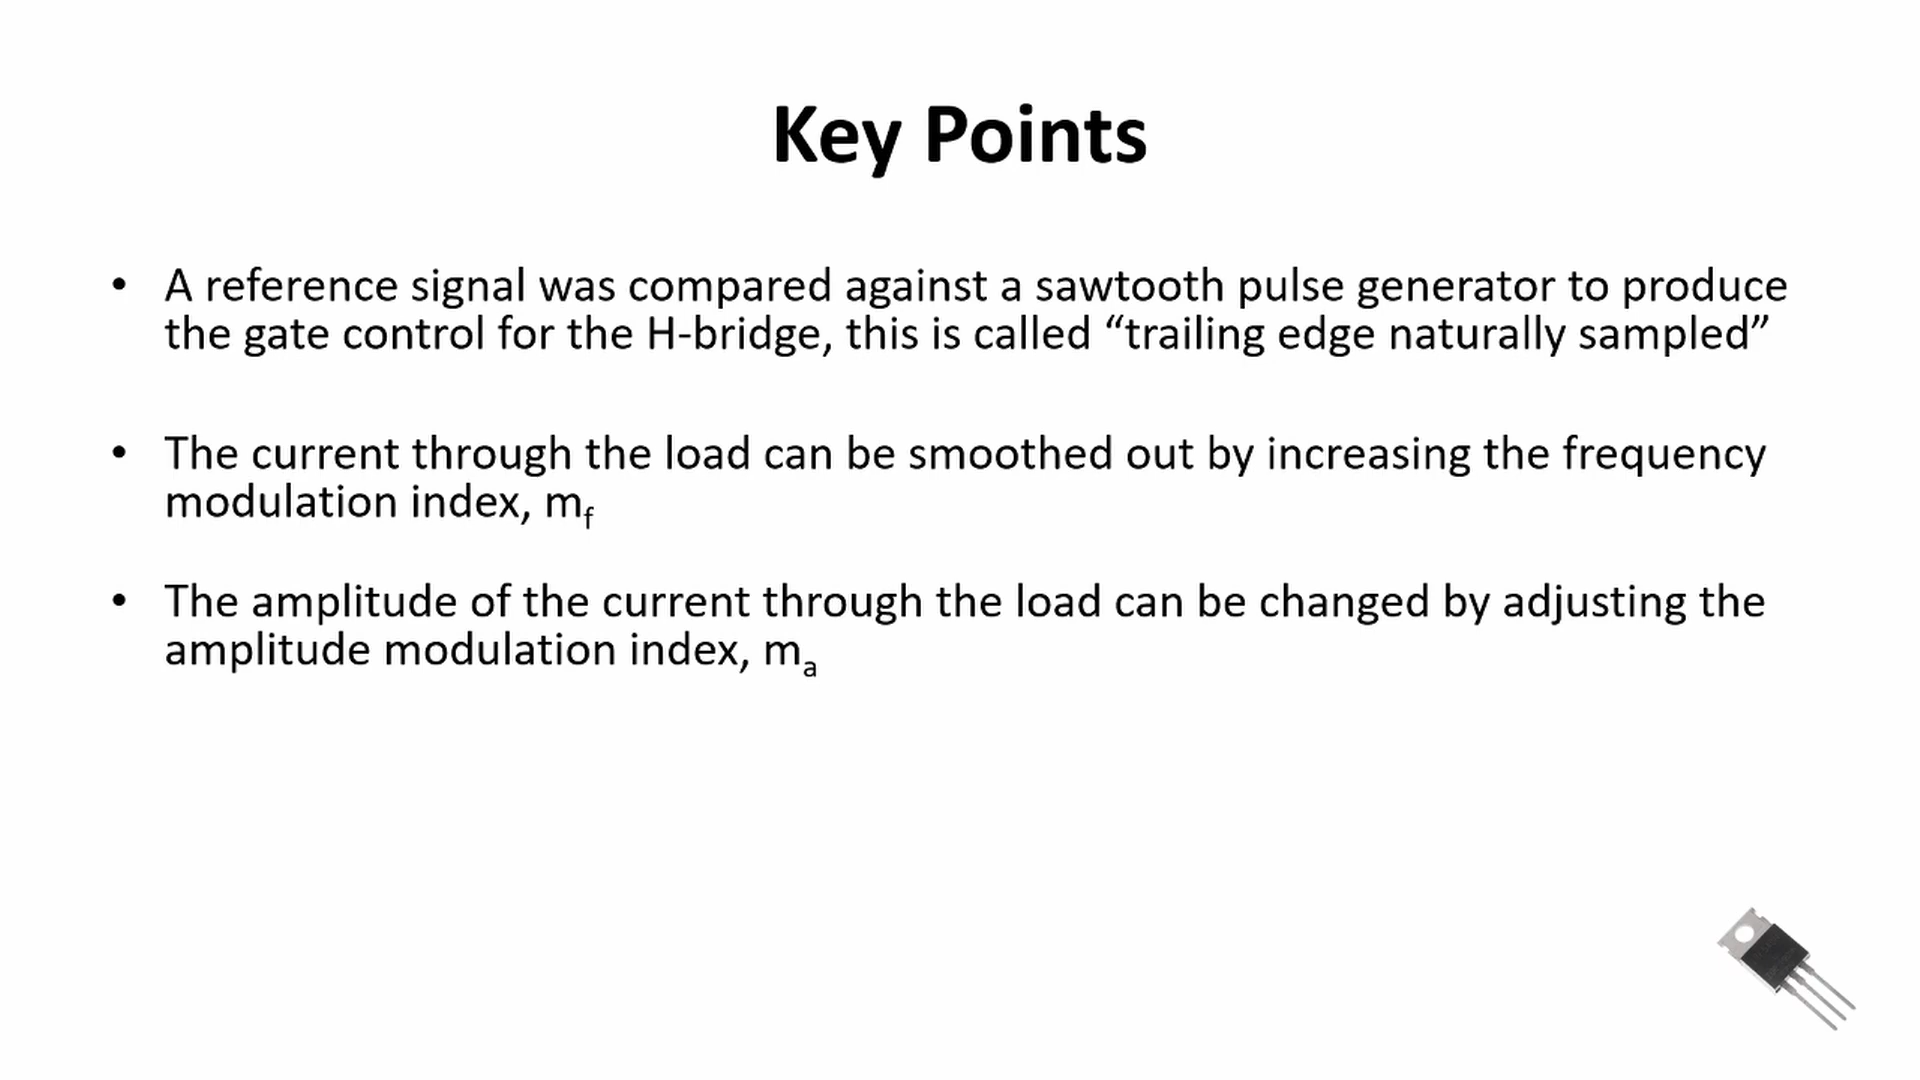 Key Points
• A reference signal was compared against a sawtooth pulse generator to produce
the gate control for the H-bridge, this is called “trailing edge naturally sampled”
• The current through the load can be smoothed out by increasing the frequency
modulation index, m_f
• The amplitude of the current through the load can be changed by adjusting the
amplitude modulation index, m_a